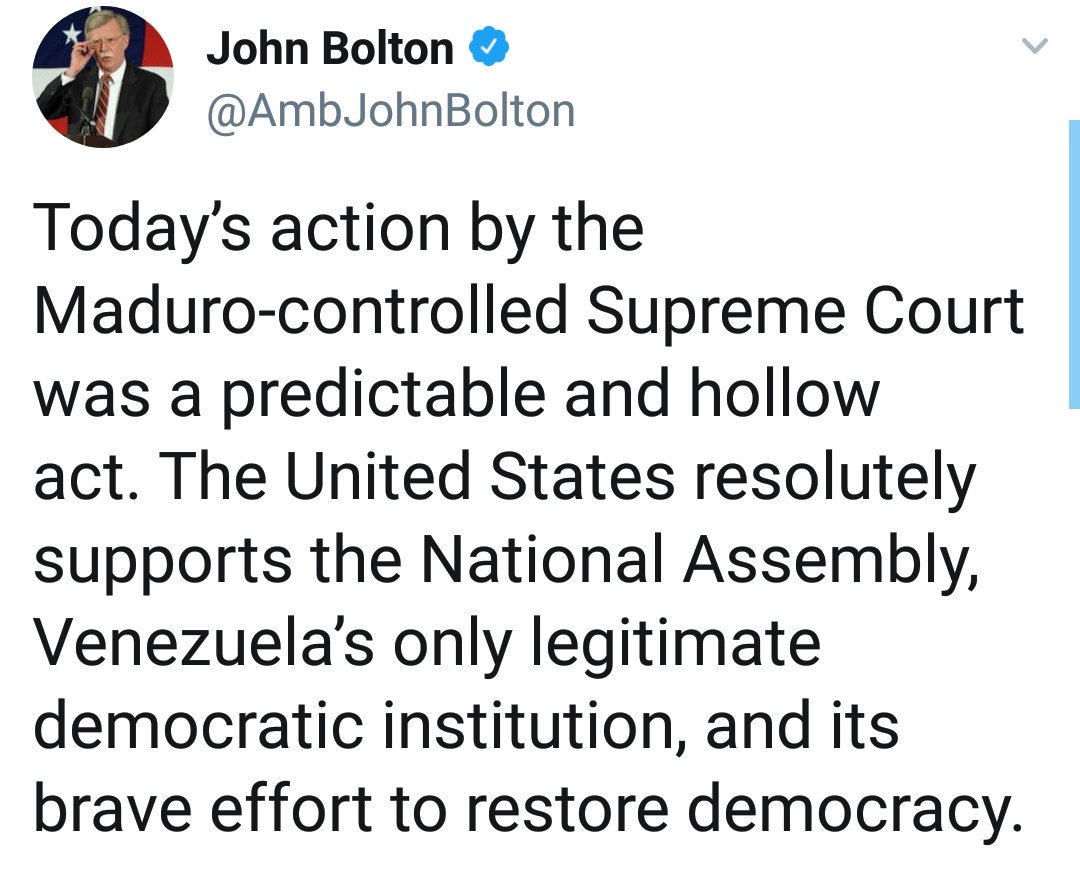 John Bolton
@AmbJohnBolton
Today’s action by the
Maduro-controlled Supreme Court
was a predictable and hollow
act. The United States resolutely
supports the National Assembly,
Venezuela’s only legitimate
democratic institution, and its
brave effort to restore democracy.